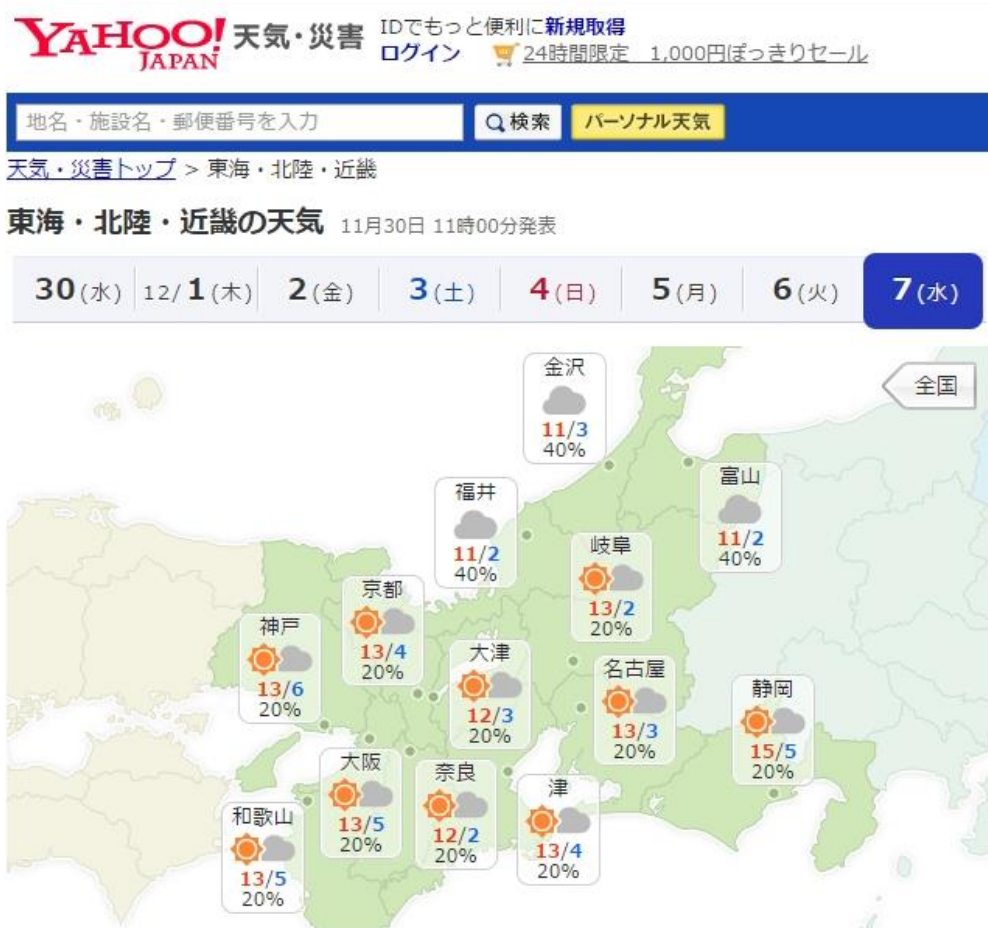 YAHOO! JAPAN 天気・災害
IDでもっと便利に新規取得
ログイン 24時間限定 1,000円ぽっきりセール
地名・施設名・郵便番号を入力 検索 パーソナル天気
天気・災害トップ > 東海・北陸・近畿
東海・北陸・近畿の天気 11月30日 11時00分発表
30(水) 12/1(木) 2(金) 3(土) 4(日) 5(月) 6(火) 7(水)
全国
金沢
11/3
40%
富山
11/2
40%
福井
11/2
40%
岐阜
13/2
20%
京都
13/4
20%
神戸
13/6
20%
大津
12/3
20%
名古屋
13/3
20%
静岡
15/5
20%
大阪
13/5
20%
奈良
12/2
20%
津
13/4
20%
和歌山
13/5
20%